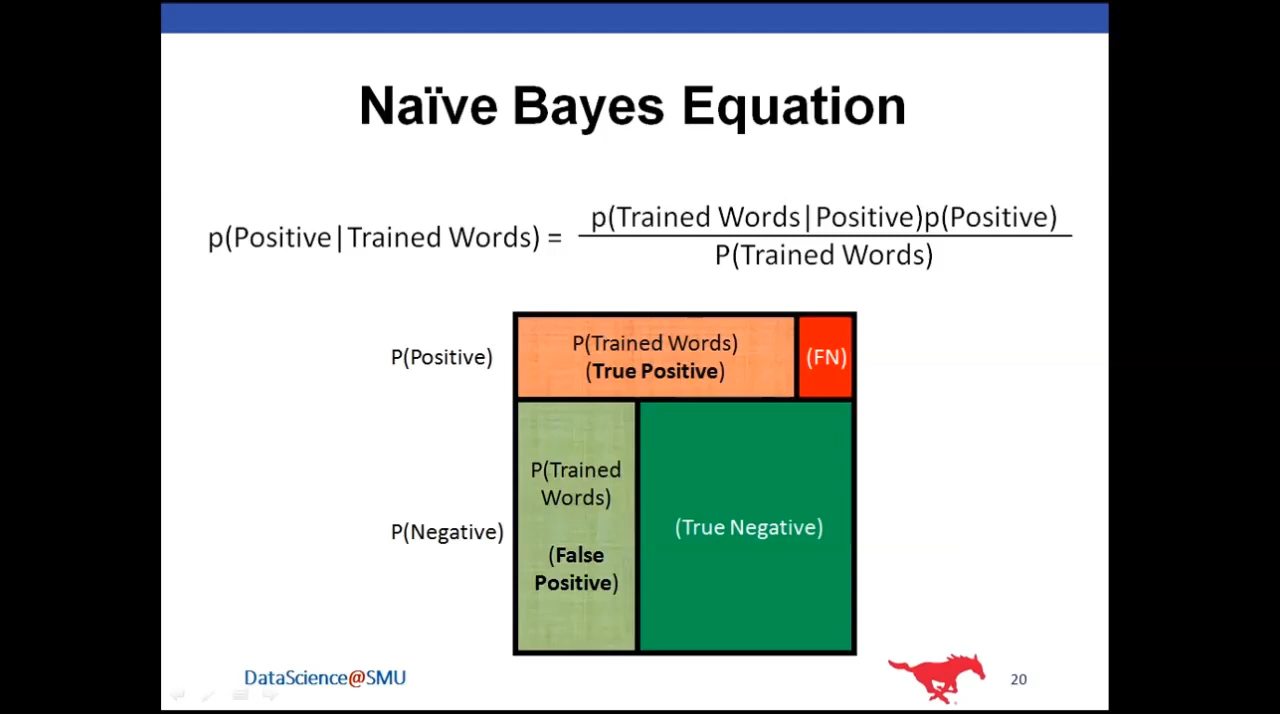 Naïve Bayes Equation
p(Trained Words|Positive)p(Positive)
p(Positive|Trained Words) =
P(Trained Words)
P(Positive)
P(Trained Words)
(True Positive)
(FN)
P(Negative)
P(Trained
Words)
(False
Positive)
(True Negative)
DataScience@SMU
20